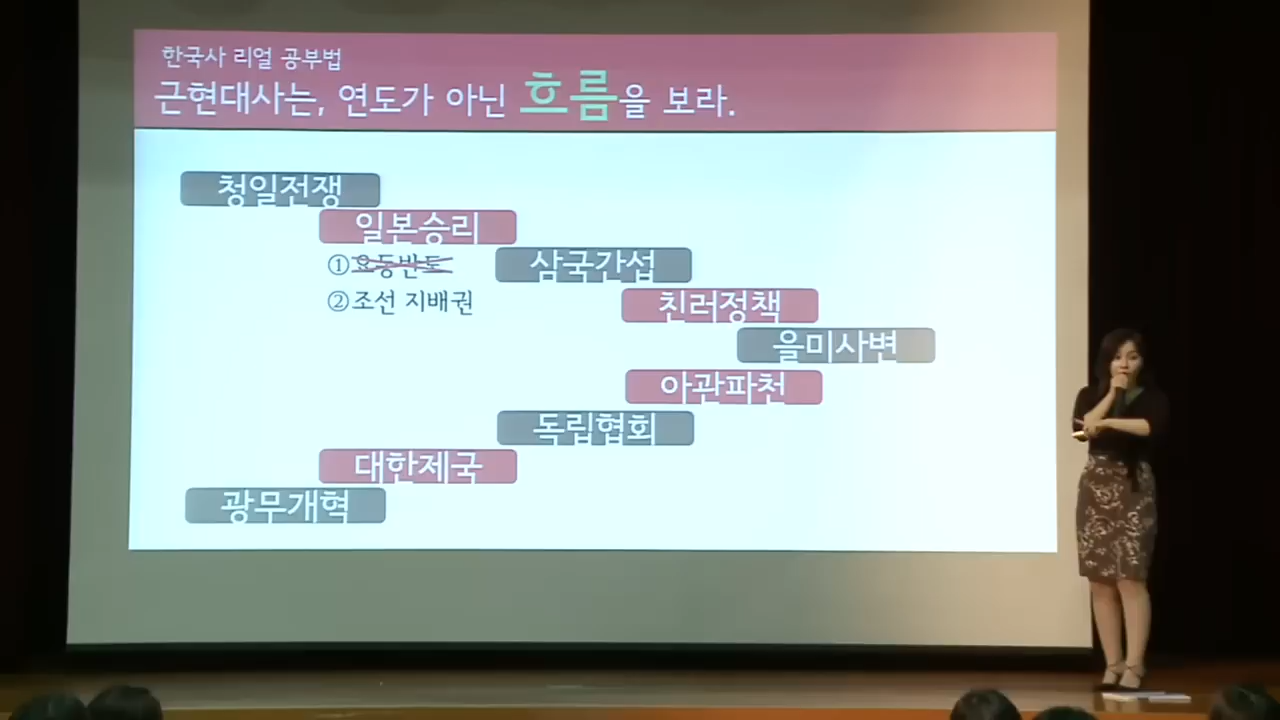 한국사 리얼 공부법
근현대사는, 연도가 아닌 흐름을 보라.
청일전쟁
일본승리
①요동반도
삼국간섭
②조선 지배권
친러정책
을미사변
아관파천
독립협회
대한제국
광무개혁